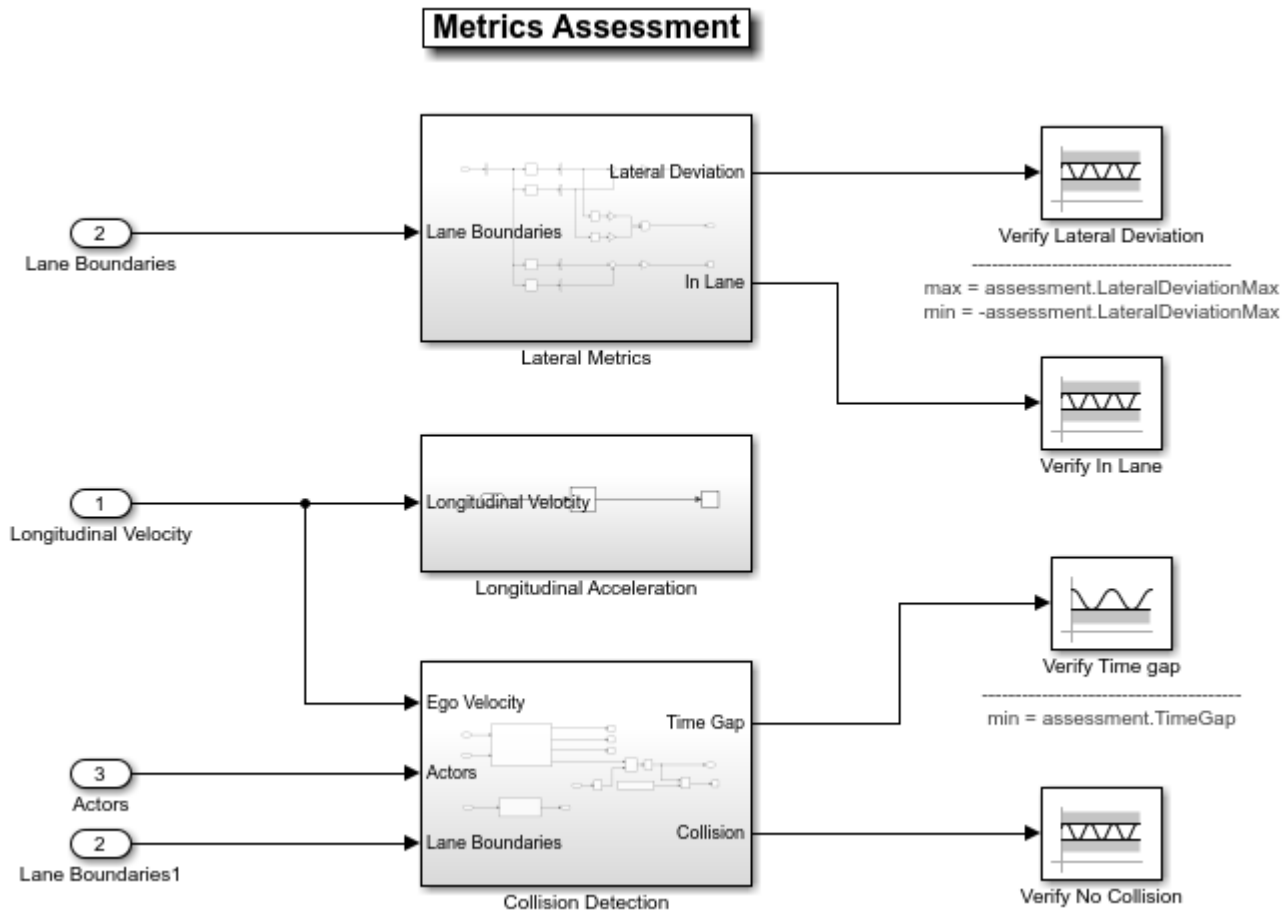 Metrics Assessment
Lateral Deviation
Lane Boundaries
In Lane
Lateral Metrics
2
Lane Boundaries
Verify Lateral Deviation
----------------------------------------
max = assessment.LateralDeviationMax
min = -assessment.LateralDeviationMax
Verify In Lane
1
Longitudinal Velocity
Longitudinal Velocity
Longitudinal Acceleration
Ego Velocity
Time Gap
Actors
Lane Boundaries
Collision
Collision Detection
3
Actors
2
Lane Boundaries1
Verify Time gap
----------------------------------------
min = assessment.TimeGap
Verify No Collision